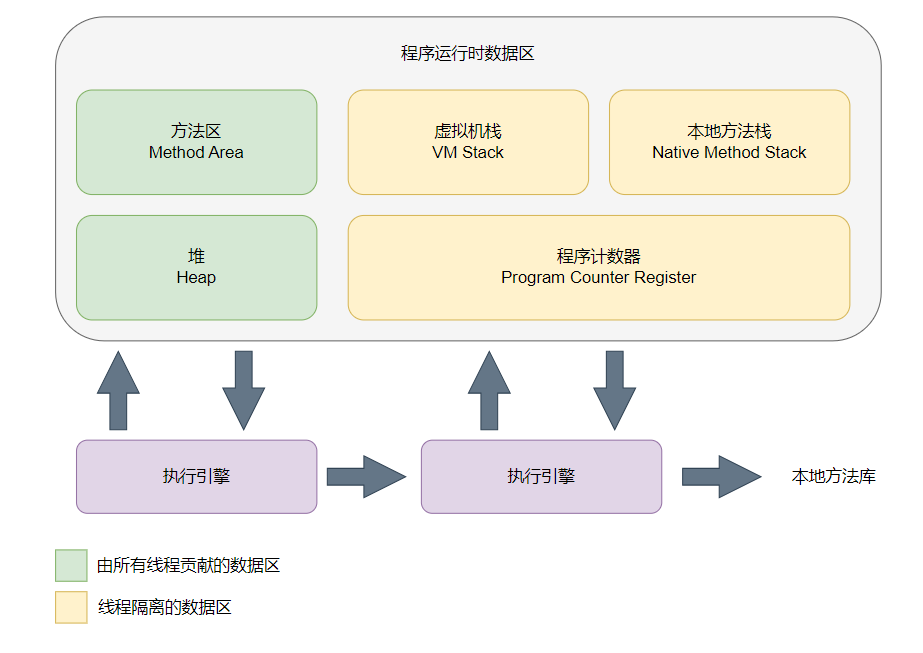 程序运行时数据区
方法区
Method Area
虚拟机栈
VM Stack
本地方法栈
Native Method Stack
堆
Heap
程序计数器
Program Counter Register
执行引擎
执行引擎
本地方法库
由所有线程贡献的数据区
线程隔离的数据区